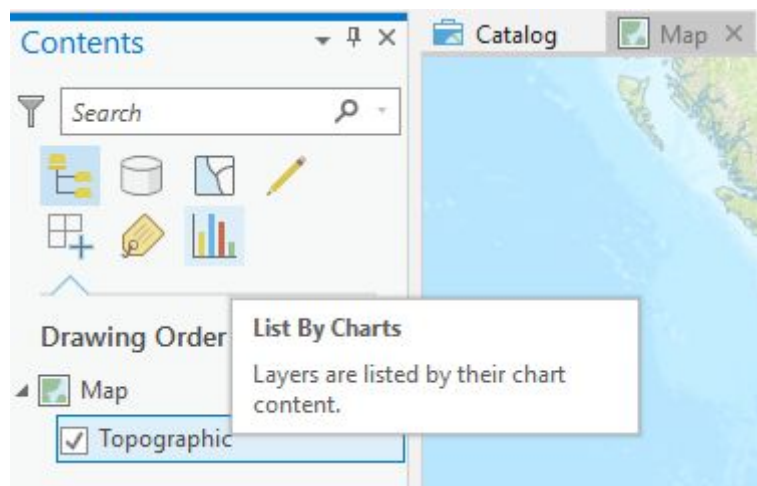 Contents
Catalog
Map
Search
Drawing Order
Map
Topographic
List By Charts
Layers are listed by their chart
content.